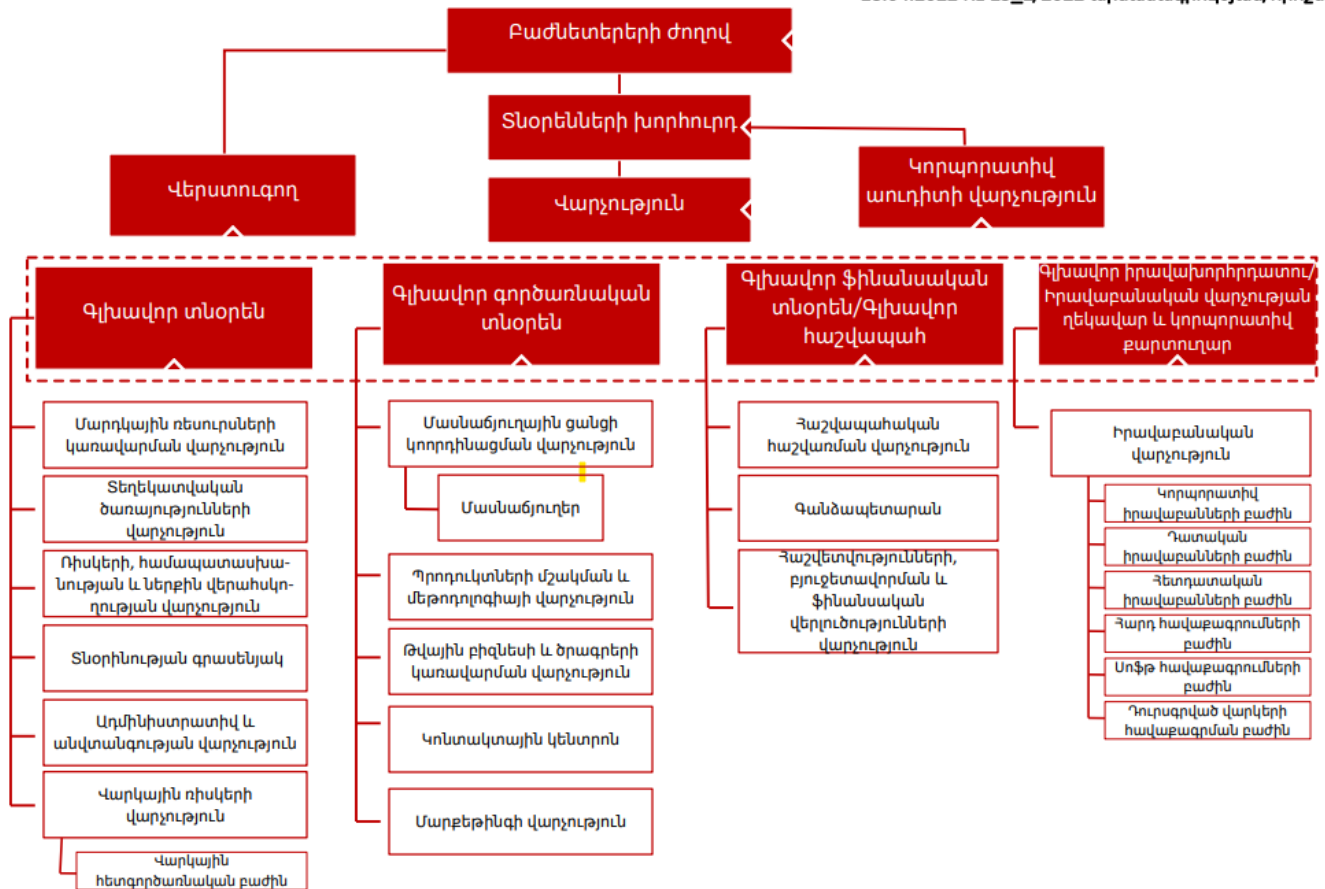 Բաժնետերերի ժողով
Տնօրենների խորհուրդ
Վերստուգող
Վարչություն
Կորպորատիվ
աուդիտի վարչություն
Գլխավոր տնօրեն
Գլխավոր գործառնական
տնօրեն
Գլխավոր ֆինանսական
տնօրեն/Գլխավոր
հաշվապահ
Գլխավոր իրավախորհրդատու/
Իրավաբանական վարչության
ղեկավար և կորպորատիվ
քարտուղար
Մարդկային ռեսուրսների
կառավարման վարչություն
Տեղեկատվական
ծառայությունների
վարչություն
Ռիսկերի, համապատասխա-
նության և ներքին վերահսկո-
ղության վարչություն
Տնօրինության գրասենյակ
Ադմինիստրատիվ և
անվտանգության վարչություն
Վարկային ռիսկերի
վարչություն
Վարկային
հետգործառնական բաժին
Մասնաճյուղային ցանցի
կոորդինացման վարչություն
Մասնաճյուղեր
Պրոդուկտների մշակման և
մեթոդոլոգիայի վարչություն
Թվային բիզնեսի և ծրագրերի
կառավարման վարչություն
Կոնտակտային կենտրոն
Մարքեթինգի վարչություն
Հաշվապահական
հաշվառման վարչություն
Գանձապետարան
Հաշվետվությունների,
բյուջետավորման և
ֆինանսական
վերլուծությունների
վարչություն
Իրավաբանական
վարչություն
Կորպորատիվ
իրավաբանների բաժին
Դատական
իրավաբանների բաժին
Հետդատական
իրավաբանների բաժին
Հարդ հավաքագրումների
բաժին
Սոֆթ հավաքագրումների
բաժին
Դուրսգրված վարկերի
հավաքագրման բաժին